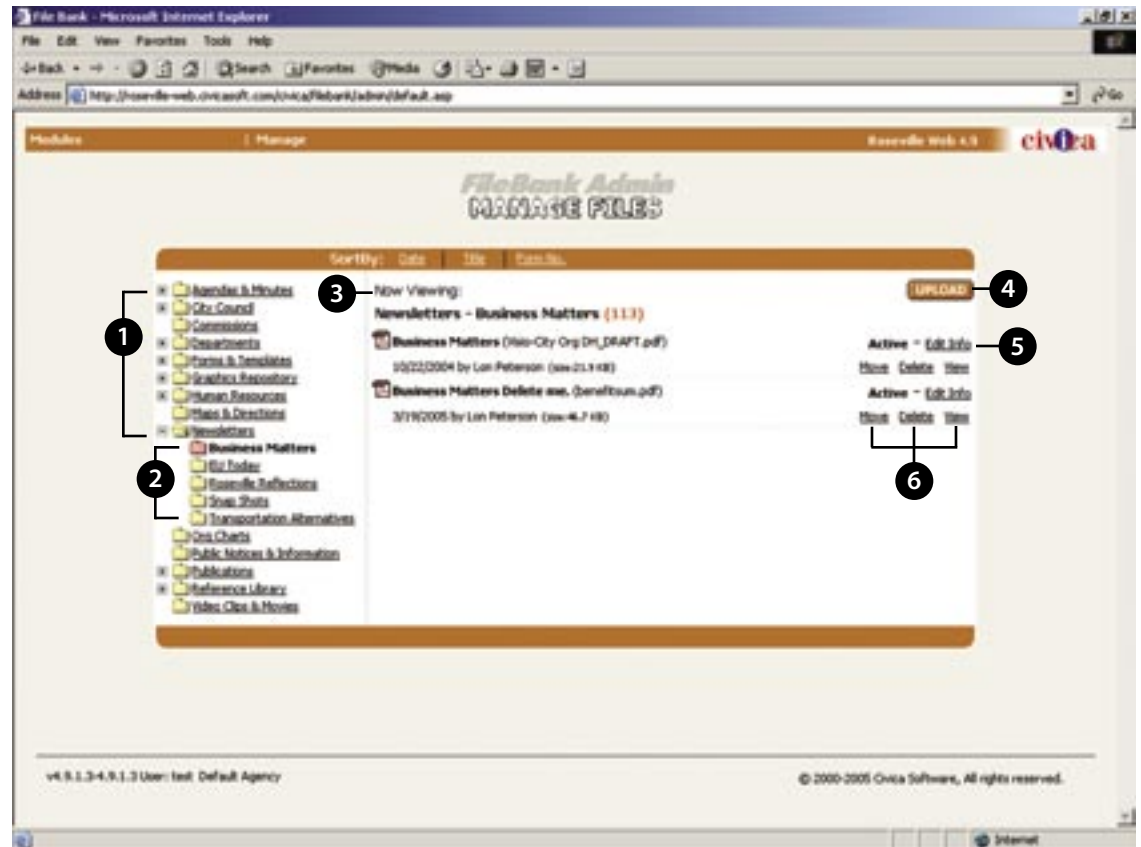 File Bank - Microsoft Internet Explorer
File Edit View Favorites Tools Help
Back Search Favorites Media
Address http://roseville-web.civicasoft.com/civica/filebank/admin/default.asp Go
Modules | Manage Roseville Web 4.9 civica
FileBank Admin
MANAGE FILES
SortBy: Date | Title | Form No.
Agendas & Minutes
City Council
Commissions
Departments
Forms & Templates
Graphics Repository
Human Resources
Maps & Directions
Newsletters
Business Matters
EU Today
Roseville Reflections
Snap Shots
Transportation Alternatives
Org Charts
Public Notices & Information
Publications
Reference Library
Video Clips & Movies
1
2
3
Now Viewing:
UPLOAD
4
Newsletters - Business Matters (113)
Business Matters (Visio-City Org DH_DRAFT.pdf) Active - Edit Info
5
10/22/2004 by Lon Peterson (size:21.9 KB) Move Delete View
Business Matters Delete me. (benefitsum.pdf) Active - Edit Info
3/19/2005 by Lon Peterson (size:46.7 KB) Move Delete View
6
v4.9.1.3-4.9.1.3 User: test Default Agency
© 2000-2005 Civica Software, All rights reserved.
Internet